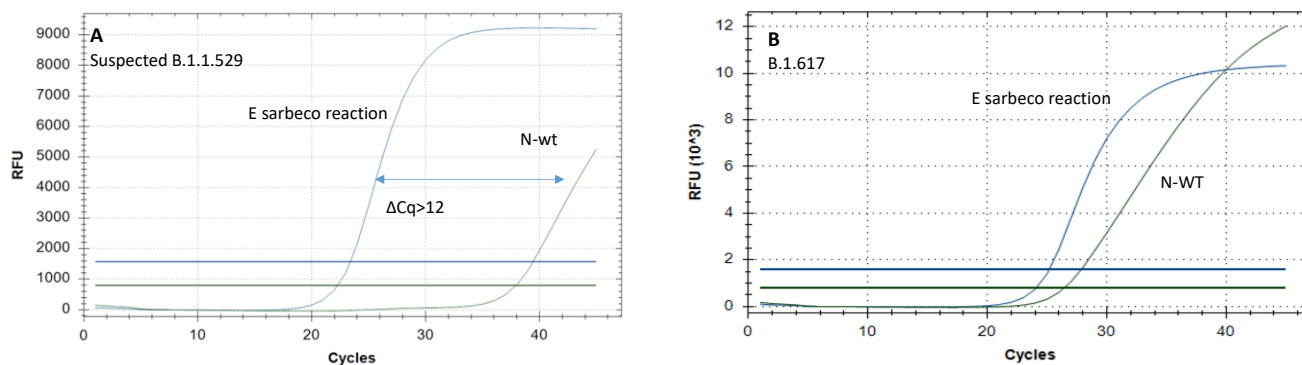 A
Suspected B.1.1.529
E sarbeco reaction
N-wt
ΔCq>12
RFU
9000
8000
7000
6000
5000
4000
3000
2000
1000
0
0 10 20 30 40
Cycles
B
B.1.617
E sarbeco reaction
N-WT
RFU (10^3)
12
10
8
6
4
2
0
0 10 20 30 40
Cycles